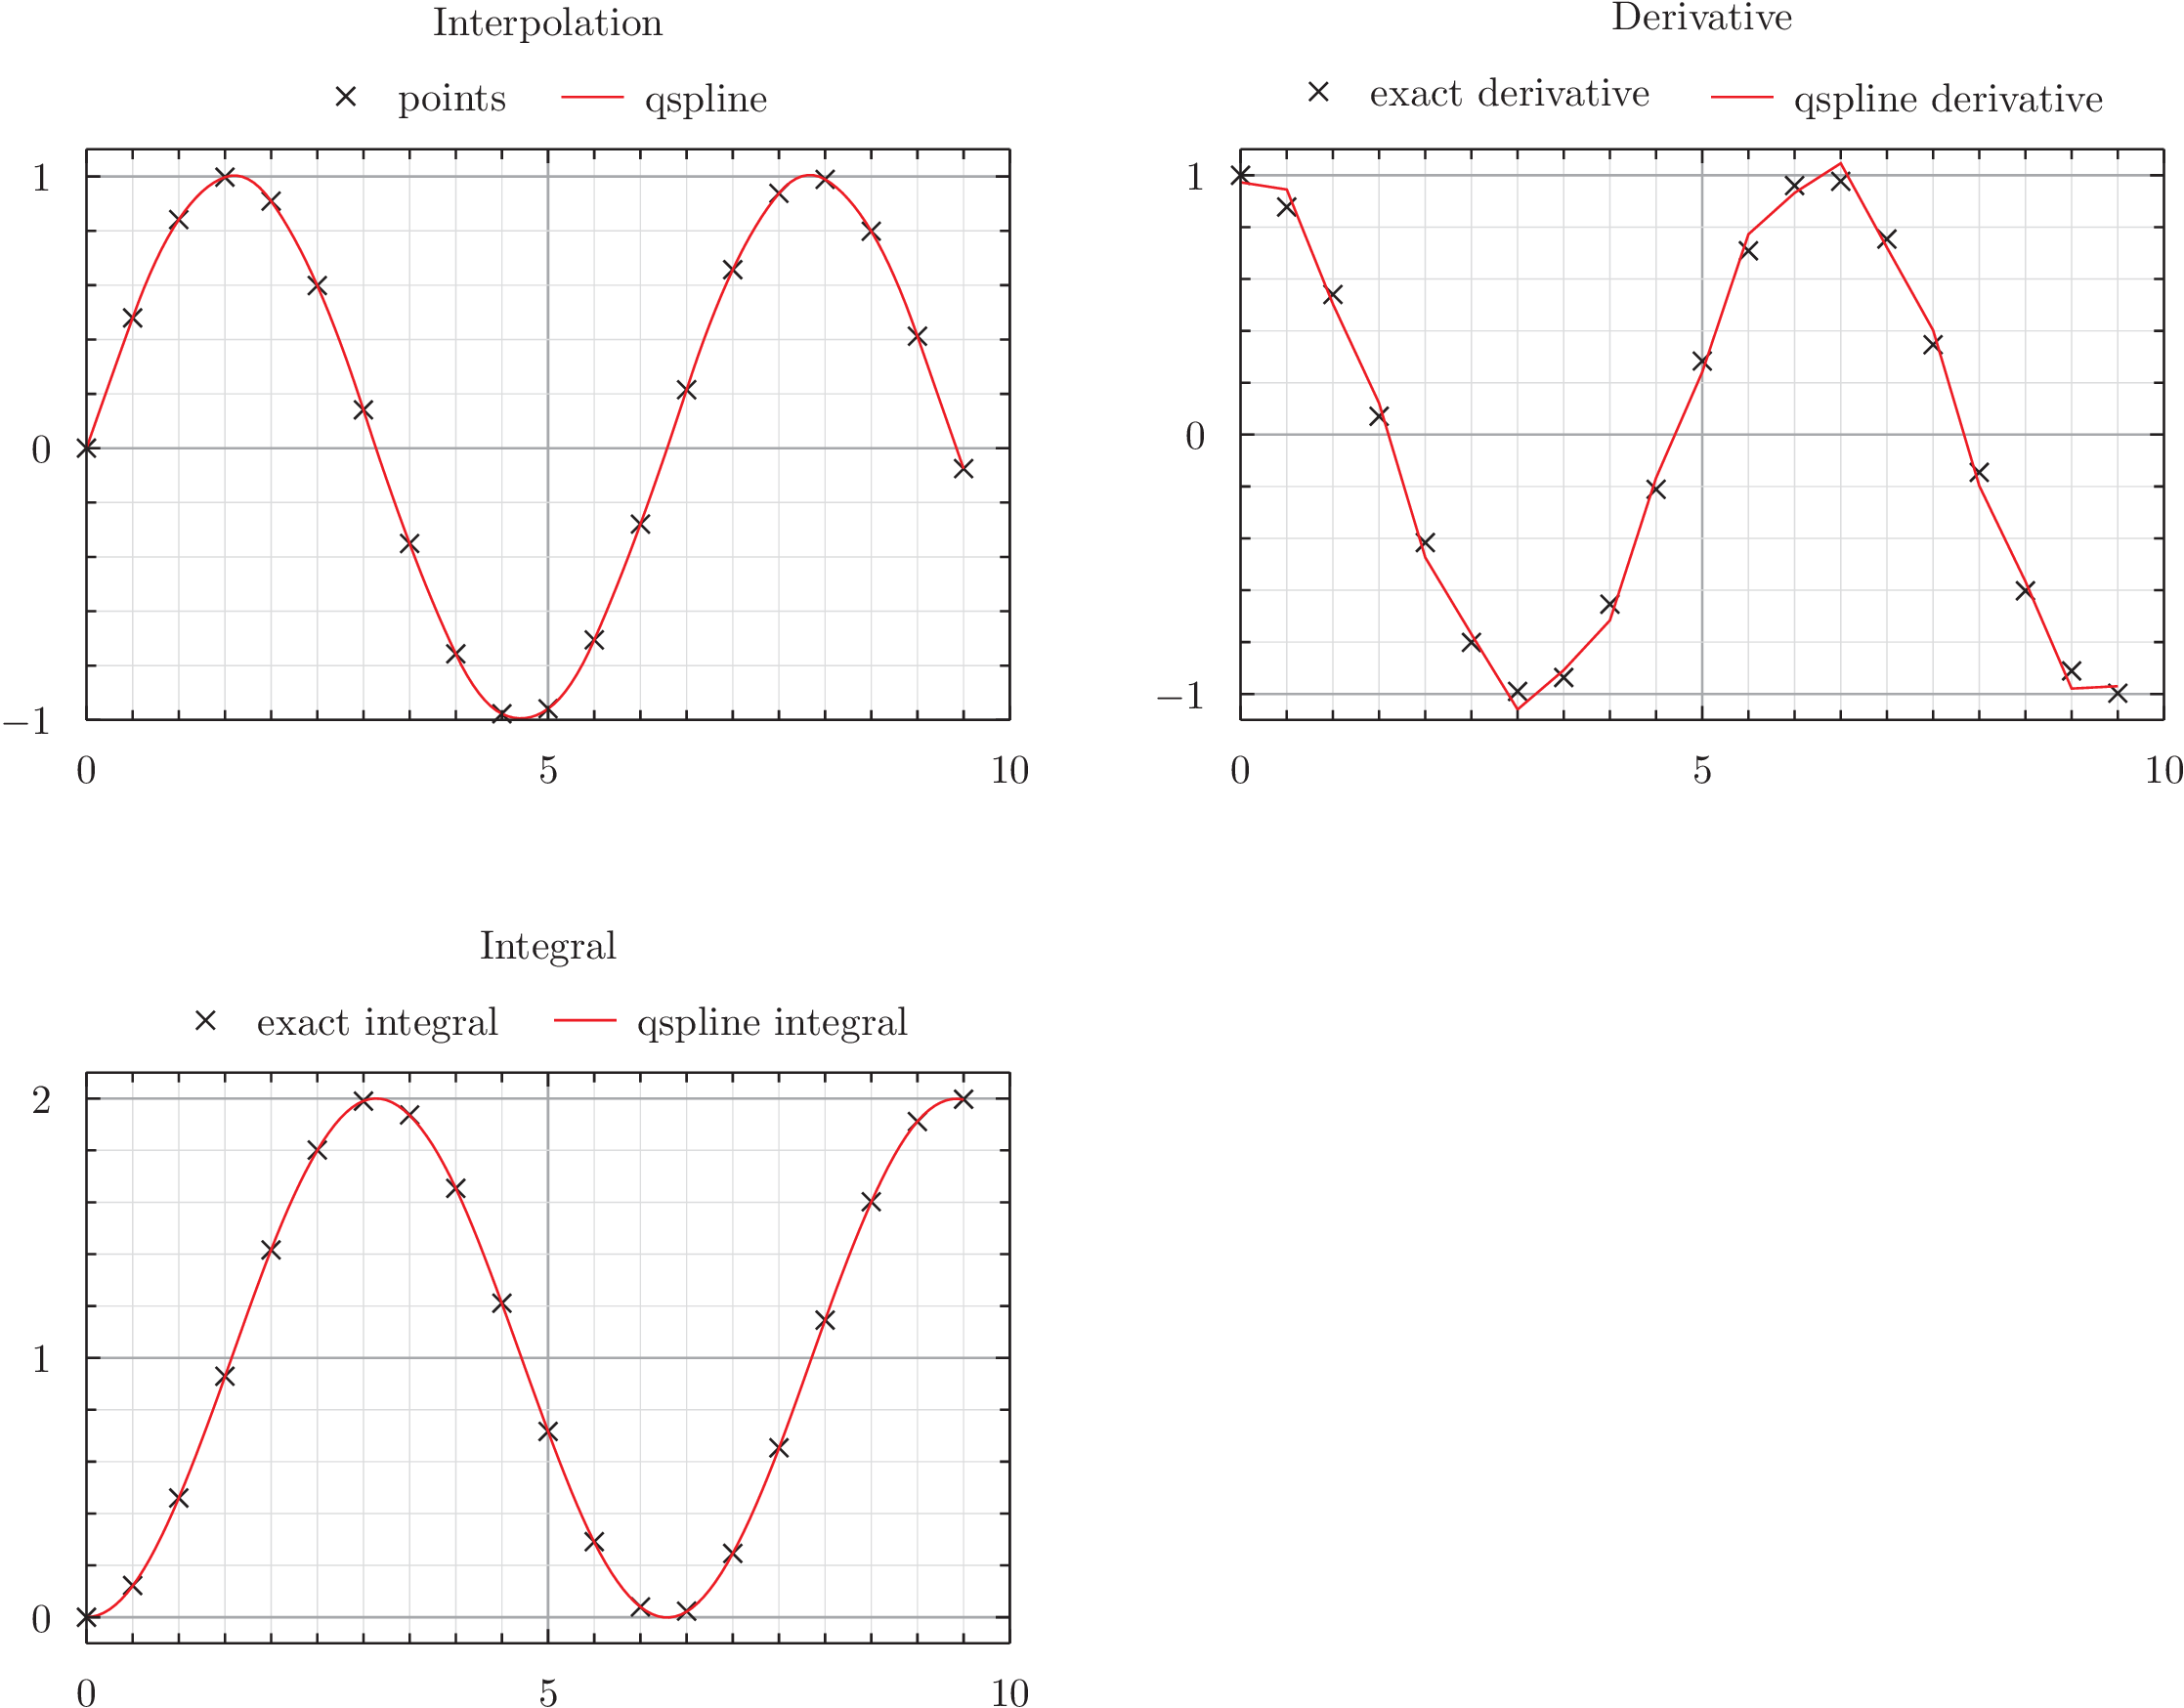 Interpolation
× points — qspline
1
0
−1
0 5 10
Derivative
× exact derivative — qspline derivative
1
0
−1
0 5 10
Integral
× exact integral — qspline integral
2
1
0
0 5 10